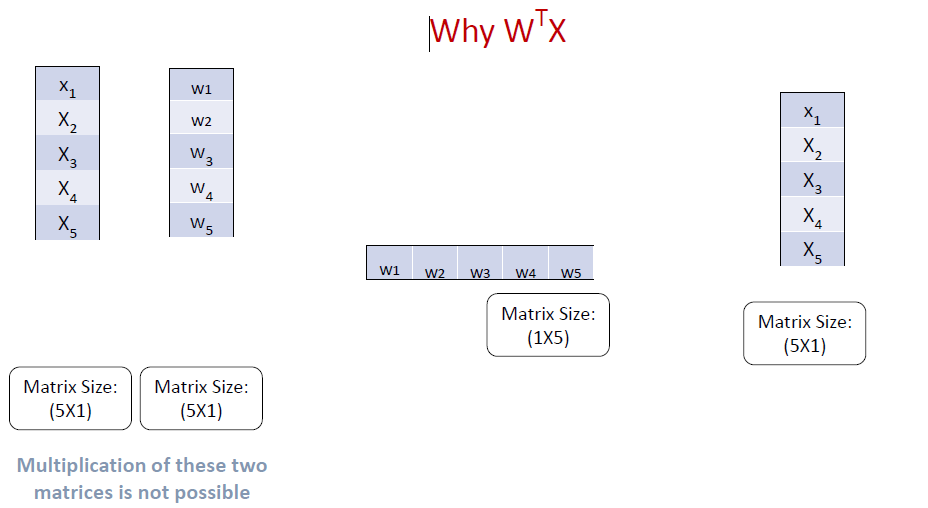 Why WᵀX
x₁
X₂
X₃
X₄
X₅
w1
w2
w₃
w₄
w₅
w1 w2 w3 w4 w5
x₁
X₂
X₃
X₄
X₅
Matrix Size:
(1X5)
Matrix Size:
(5X1)
Matrix Size:
(5X1)
Matrix Size:
(5X1)
Multiplication of these two
matrices is not possible